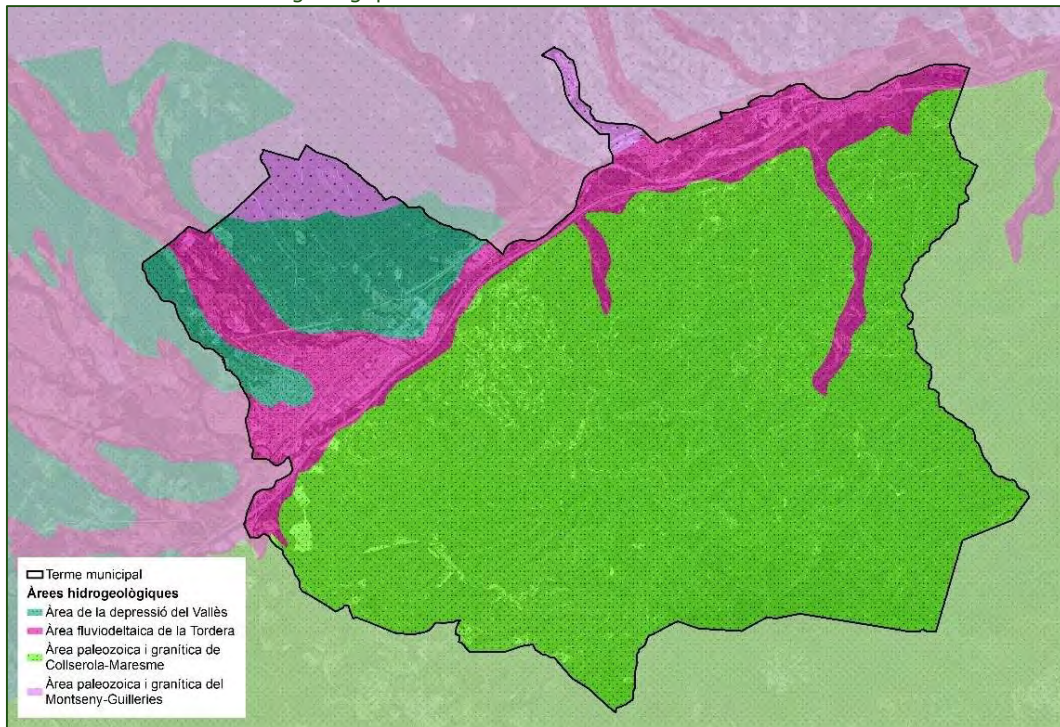 Terme municipal
Àrees hidrogeològiques
Àrea de la depressió del Vallès
Àrea fluviodeltaica de la Tordera
Àrea paleozoica i granítica de
Collserola-Maresme
Àrea paleozoica i granítica del
Montseny-Guilleries